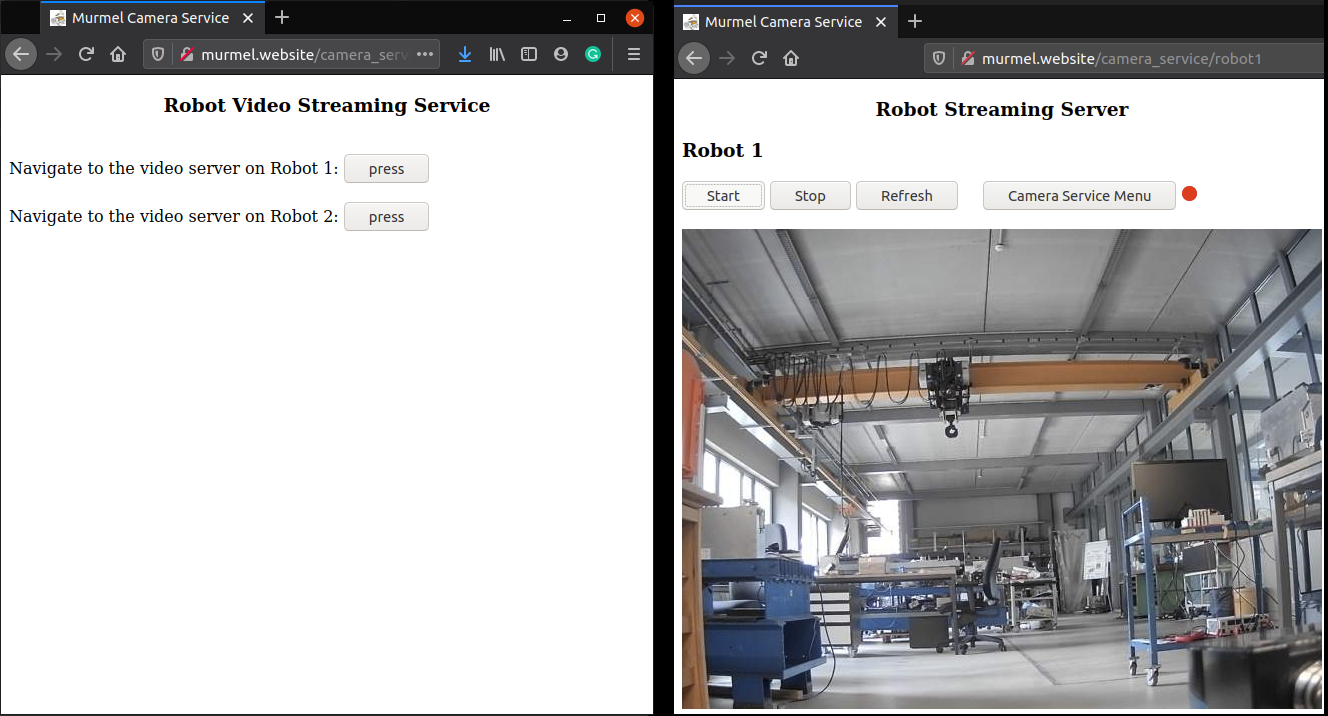 Murmel Camera Service
murmel.website/camera_serv
Robot Video Streaming Service
Navigate to the video server on Robot 1: press
Navigate to the video server on Robot 2: press
Murmel Camera Service
murmel.website/camera_service/robot1
Robot Streaming Server
Robot 1
Start Stop Refresh Camera Service Menu